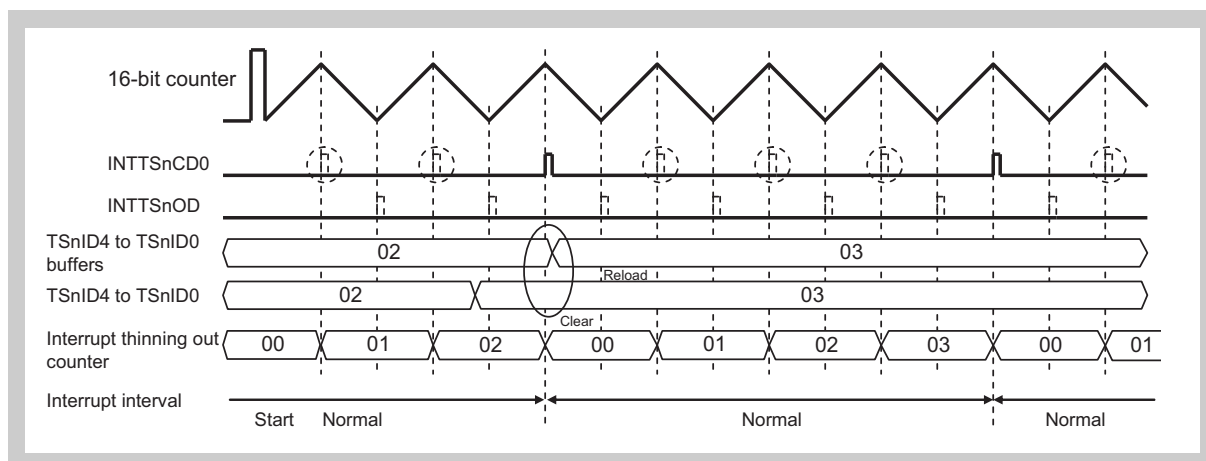 16-bit counter
INTTSnCD0
INTTSnOD
TSnID4 to TSnID0
buffers
02
03
Reload
TSnID4 to TSnID0
02
03
Clear
Interrupt thinning out
counter
00
01
02
00
01
02
03
00
01
Interrupt interval
Start
Normal
Normal
Normal